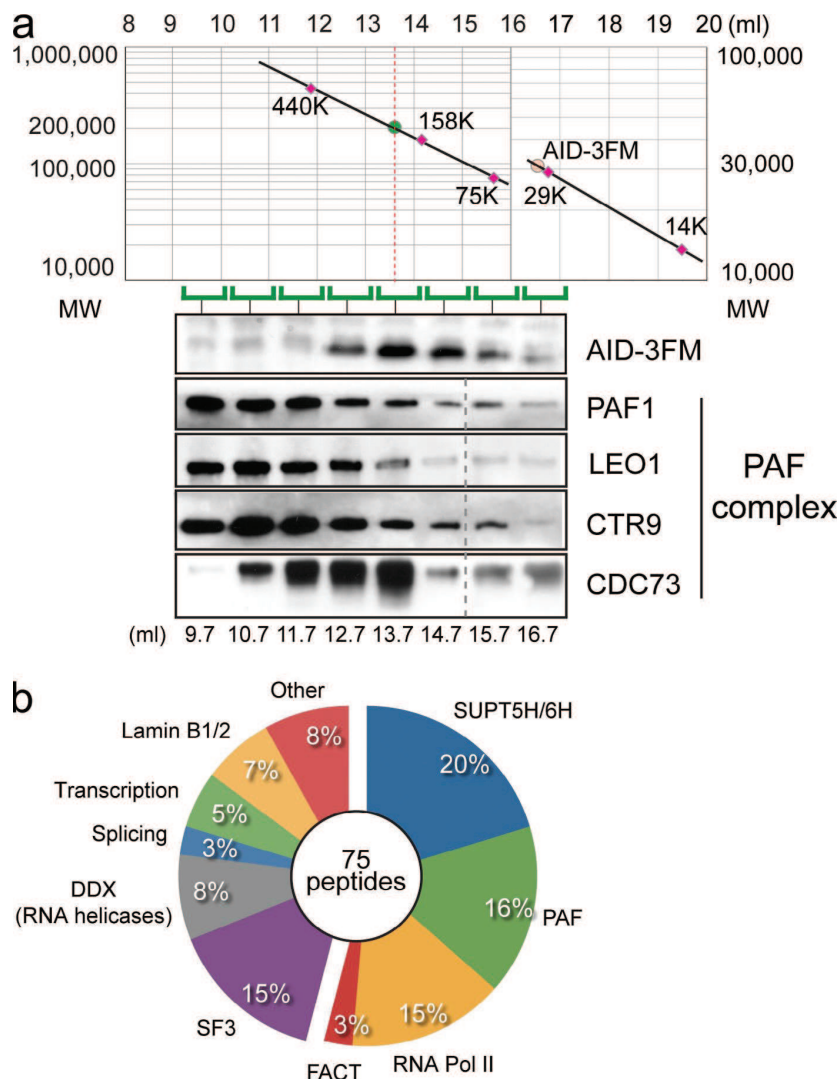 a
8 9 10 11 12 13 14 15 16 17 18 19 20 (ml)
1,000,000
200,000
100,000
10,000
MW
100,000
30,000
10,000
MW
440K
158K
75K
AID-3FM
29K
14K
AID-3FM
PAF1
LEO1
CTR9
CDC73
PAF
complex
(ml) 9.7 10.7 11.7 12.7 13.7 14.7 15.7 16.7
b
Other
8%
Lamin B1/2
7%
Transcription
5%
Splicing
3%
DDX
(RNA helicases)
8%
SF3
15%
FACT
3%
RNA Pol II
15%
PAF
16%
SUPT5H/6H
20%
75
peptides